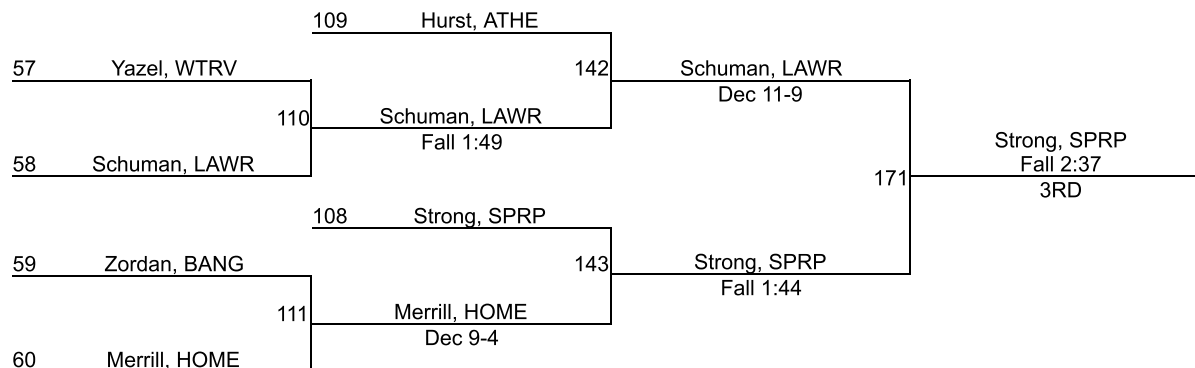 109 Hurst, ATHE
57 Yazel, WTRV
142 Schuman, LAWR
Dec 11-9
110 Schuman, LAWR
Fall 1:49
58 Schuman, LAWR
Strong, SPRP
Fall 2:37
171
3RD
108 Strong, SPRP
59 Zordan, BANG
143 Strong, SPRP
Fall 1:44
111 Merrill, HOME
Dec 9-4
60 Merrill, HOME